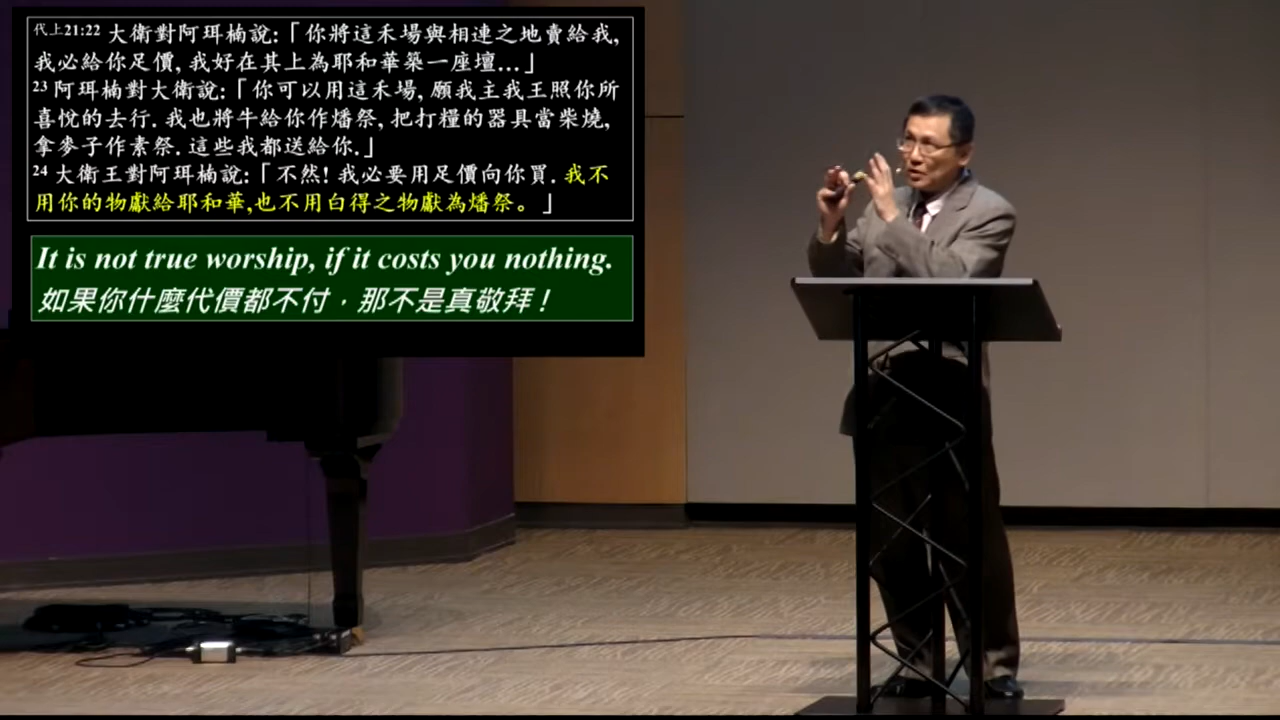 代上21:22 大衛對阿珥楠說:「你將這禾場與相連之地賣給我,
我必給你足價, 我好在其上為耶和華築一座壇...」
23 阿珥楠對大衛說:「你可以用這禾場, 願我主我王照你所
喜悅的去行. 我也將牛給你作燔祭, 把打糧的器具當柴燒,
拿麥子作素祭. 這些我都送給你.」
24 大衛王對阿珥楠說:「不然! 我必要用足價向你買. 我不
用你的物獻給耶和華,也不用白得之物獻為燔祭。」
It is not true worship, if it costs you nothing.
如果你什麼代價都不付，那不是真敬拜！